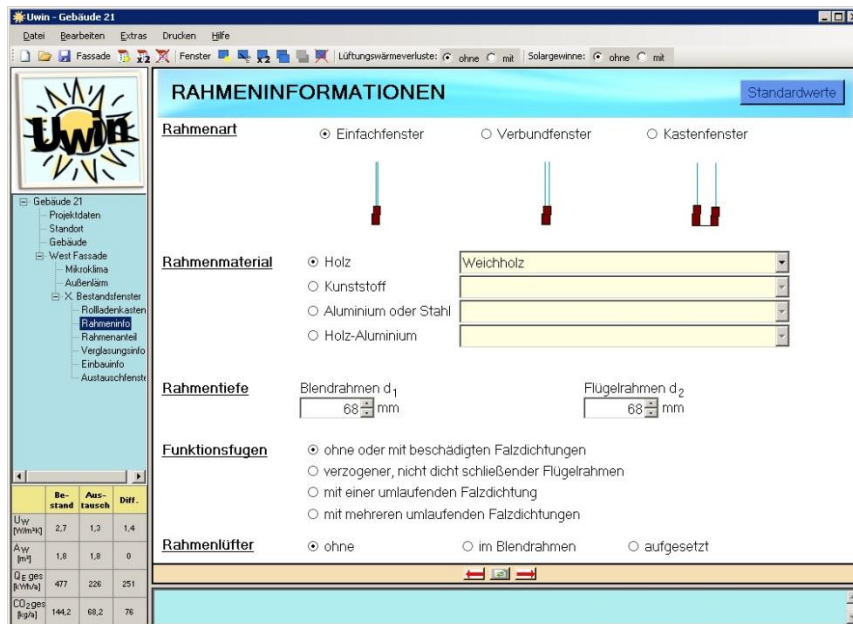 Uwin - Gebäude 21
Datei Bearbeiten Extras Drucken Hilfe
Fassade x2 Fenster x2 Lüftungswärmeverluste: ohne mit Solargewinne: ohne mit
Uwin
Gebäude 21
Projektdaten
Standort
Gebäude
West Fassade
Mikroklima
Außenlärm
X. Bestandsfenster
Rollladenkasten
Rahmeninfo
Rahmenanteil
Verglasungsinfo
Einbauinfo
Austauschfenste
Be-stand Aus-tausch Diff.
Uw [W/m²K] 2,7 1,3 1,4
Aw [m²] 1,8 1,8 0
QE ges [kWh/a] 477 226 251
CO2ges [kg/a] 144,2 68,2 76
RAHMENINFORMATIONEN Standardwerte
Rahmenart Einfachfenster Verbundfenster Kastenfenster
Rahmenmaterial Holz Weichholz
Kunststoff
Aluminium oder Stahl
Holz-Aluminium
Rahmentiefe Blendrahmen d1 Flügelrahmen d2
68 mm 68 mm
Funktionsfugen ohne oder mit beschädigten Falzdichtungen
verzogener, nicht dicht schließender Flügelrahmen
mit einer umlaufenden Falzdichtung
mit mehreren umlaufenden Falzdichtungen
Rahmenlüfter ohne im Blendrahmen aufgesetzt